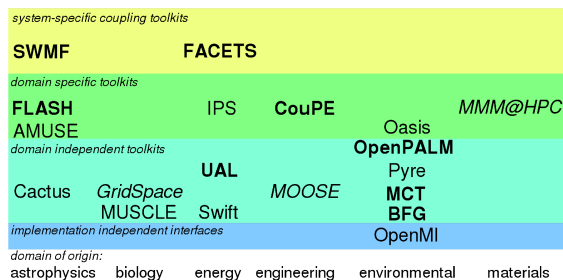 system-specific coupling toolkits
SWMF FACETS
domain specific toolkits
FLASH IPS CouPE MMM@HPC
AMUSE Oasis
domain independent toolkits OpenPALM
UAL Pyre
Cactus GridSpace MOOSE MCT
MUSCLE Swift BFG
implementation independent interfaces
OpenMI
domain of origin:
astrophysics biology energy engineering environmental materials